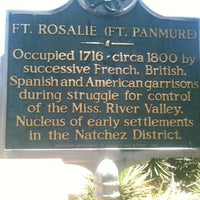 FT. ROSALIE (FT. PANMURE)
Occupied 1716 - circa 1800 by
successive French, British,
Spanish and American garrisons
during struggle for control
of the Miss. River Valley.
Nucleus of early settlements
in the Natchez District.